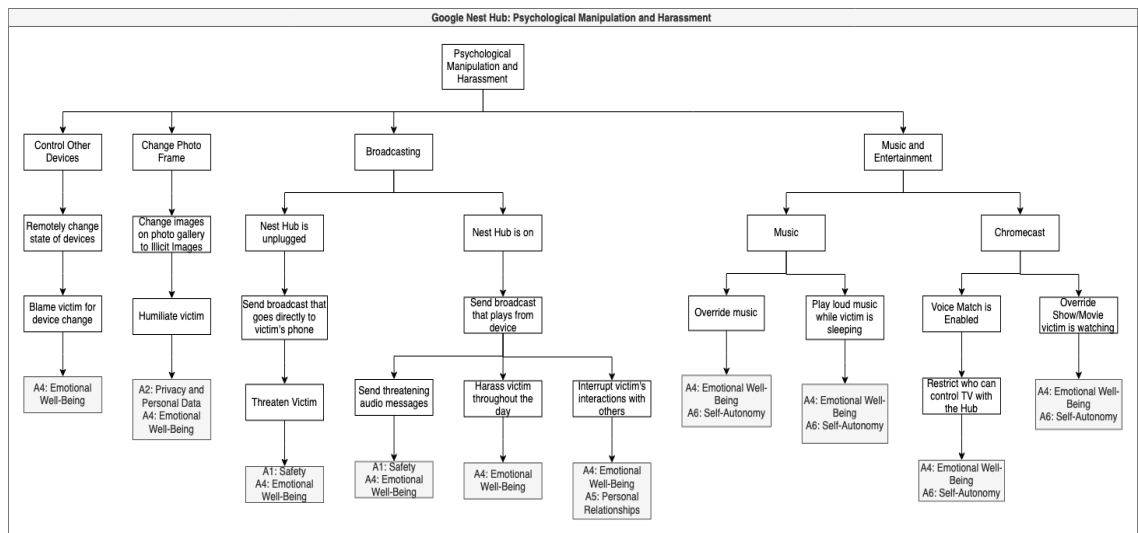 Google Nest Hub: Psychological Manipulation and Harassment
Psychological
Manipulation and
Harassment
Control Other
Devices
Change Photo
Frame
Broadcasting
Music and
Entertainment
Remotely change
state of devices
Change images
on photo gallery
to Illicit Images
Nest Hub is
unplugged
Nest Hub is on
Music
Chromecast
Blame victim for
device change
Humiliate victim
Send broadcast that
goes directly to
victim's phone
Send broadcast
that plays from
device
Override music
Play loud music
while victim is
sleeping
Voice Match is
Enabled
Override
Show/Movie
victim is watching
A4: Emotional
Well-Being
A2: Privacy and
Personal Data
A4: Emotional
Well-Being
Threaten Victim
Send threatening
audio messages
Harass victim
throughout the
day
Interrupt victim's
interactions with
others
A4: Emotional Well-
Being
A6: Self-Autonomy
A4: Emotional Well-
Being
A6: Self-Autonomy
Restrict who can
control TV with
the Hub
A4: Emotional Well-
Being
A6: Self-Autonomy
A1: Safety
A4: Emotional
Well-Being
A1: Safety
A4: Emotional
Well-Being
A4: Emotional
Well-Being
A4: Emotional
Well-Being
A5: Personal
Relationships
A4: Emotional Well-
Being
A6: Self-Autonomy